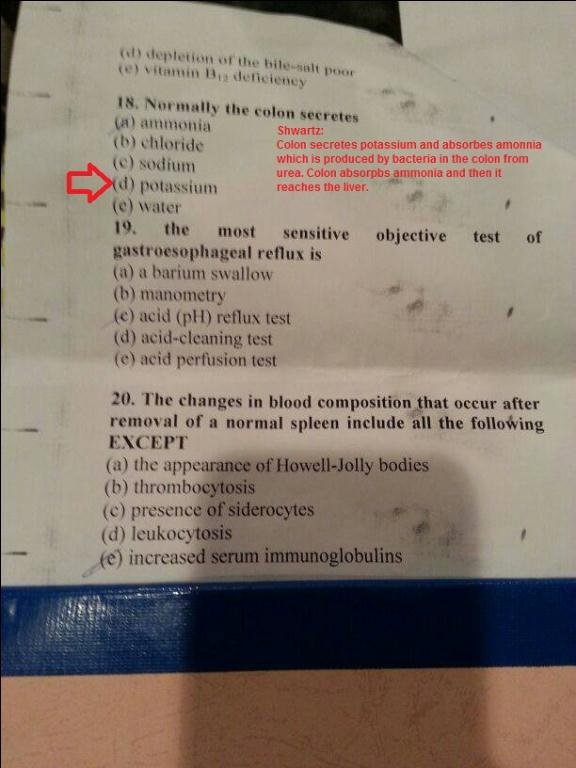 (d) depletion of the bile-salt poor
(e) vitamin B₁₂ deficiency
18. Normally the colon secretes
(a) ammonia
(b) chloride
(c) sodium
(d) potassium
(e) water
Shwartz:
Colon secretes potassium and absorbes amonnia
which is produced by bacteria in the colon from
urea. Colon absorpbs ammonia and then it
reaches the liver.
19. the most sensitive objective test of
gastroesophageal reflux is
(a) a barium swallow
(b) manometry
(c) acid (pH) reflux test
(d) acid-cleaning test
(e) acid perfusion test
20. The changes in blood composition that occur after
removal of a normal spleen include all the following
EXCEPT
(a) the appearance of Howell-Jolly bodies
(b) thrombocytosis
(c) presence of siderocytes
(d) leukocytosis
(e) increased serum immunoglobulins